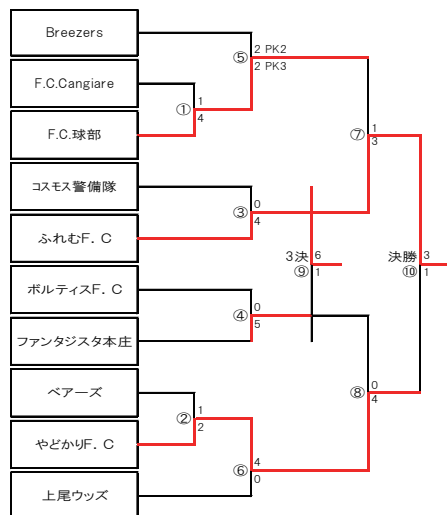 Breezers
⑤
2 PK2
2 PK3
F.C.Cangiare
①
1
4
F.C.球部
⑦
1
3
コスモス警備隊
③
0
4
ふれむF. C
3決
6
⑨
1
決勝
3
⑩
1
ボルティスF. C
④
0
5
ファンタジスタ本庄
ベアーズ
⑧
0
4
②
1
2
やどかりF. C
⑥
4
0
上尾ウッズ